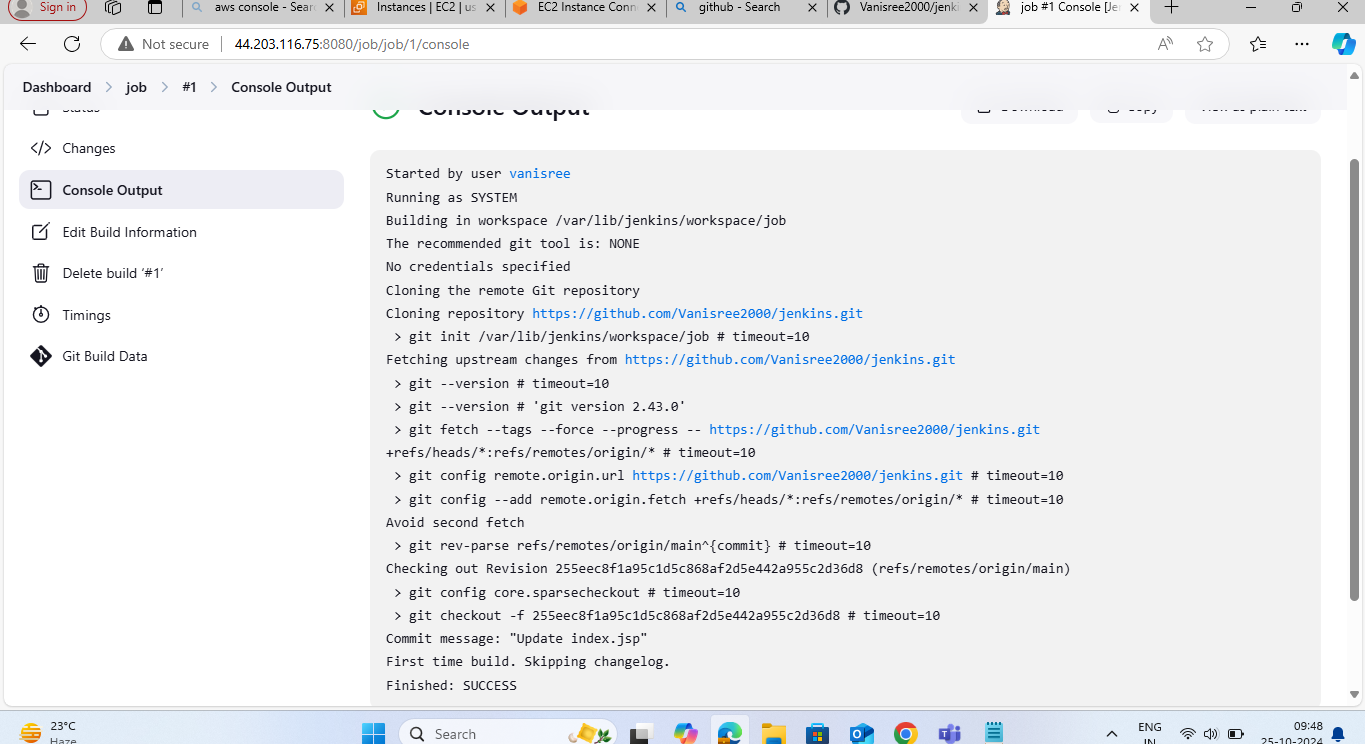 Sign in
aws console - Sear
Instances | EC2 | us
EC2 Instance Conn
github - Search
Vanisree2000/jenki
job #1 Console [Je
Not secure
44.203.116.75:8080/job/job/1/console
Dashboard > job > #1 > Console Output
Status
Console Output
Download
Copy
View as plain text
Changes
Console Output
Edit Build Information
Delete build ‘#1’
Timings
Git Build Data
Started by user vanisree
Running as SYSTEM
Building in workspace /var/lib/jenkins/workspace/job
The recommended git tool is: NONE
No credentials specified
Cloning the remote Git repository
Cloning repository https://github.com/Vanisree2000/jenkins.git
> git init /var/lib/jenkins/workspace/job # timeout=10
Fetching upstream changes from https://github.com/Vanisree2000/jenkins.git
> git --version # timeout=10
> git --version # 'git version 2.43.0'
> git fetch --tags --force --progress -- https://github.com/Vanisree2000/jenkins.git
+refs/heads/*:refs/remotes/origin/* # timeout=10
> git config remote.origin.url https://github.com/Vanisree2000/jenkins.git # timeout=10
> git config --add remote.origin.fetch +refs/heads/*:refs/remotes/origin/* # timeout=10
Avoid second fetch
> git rev-parse refs/remotes/origin/main^{commit} # timeout=10
Checking out Revision 255eec8f1a95c1d5c868af2d5e442a955c2d36d8 (refs/remotes/origin/main)
> git config core.sparsecheckout # timeout=10
> git checkout -f 255eec8f1a95c1d5c868af2d5e442a955c2d36d8 # timeout=10
Commit message: "Update index.jsp"
First time build. Skipping changelog.
Finished: SUCCESS
23°C
Haze
Search
ENG
IN
09:48
25-10-2024